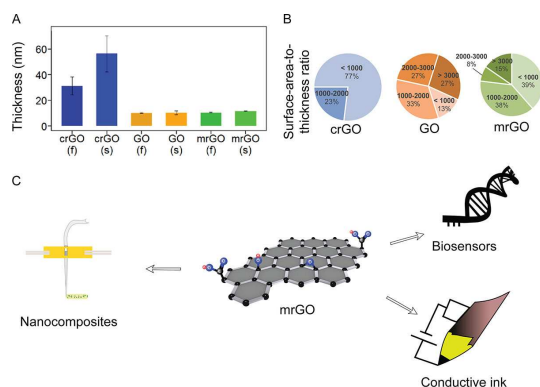 A
Thickness (nm)
60
40
20
0
crGO (f)
crGO (s)
GO (f)
GO (s)
mrGO (f)
mrGO (s)
B
Surface-area-to-
thickness ratio
< 1000
77%
1000-2000
23%
crGO
2000-3000
27%
> 3000
27%
1000-2000
33%
< 1000
13%
GO
2000-3000
8%
> 3000
15%
< 1000
39%
1000-2000
38%
mrGO
C
Nanocomposites
mrGO
Biosensors
Conductive ink